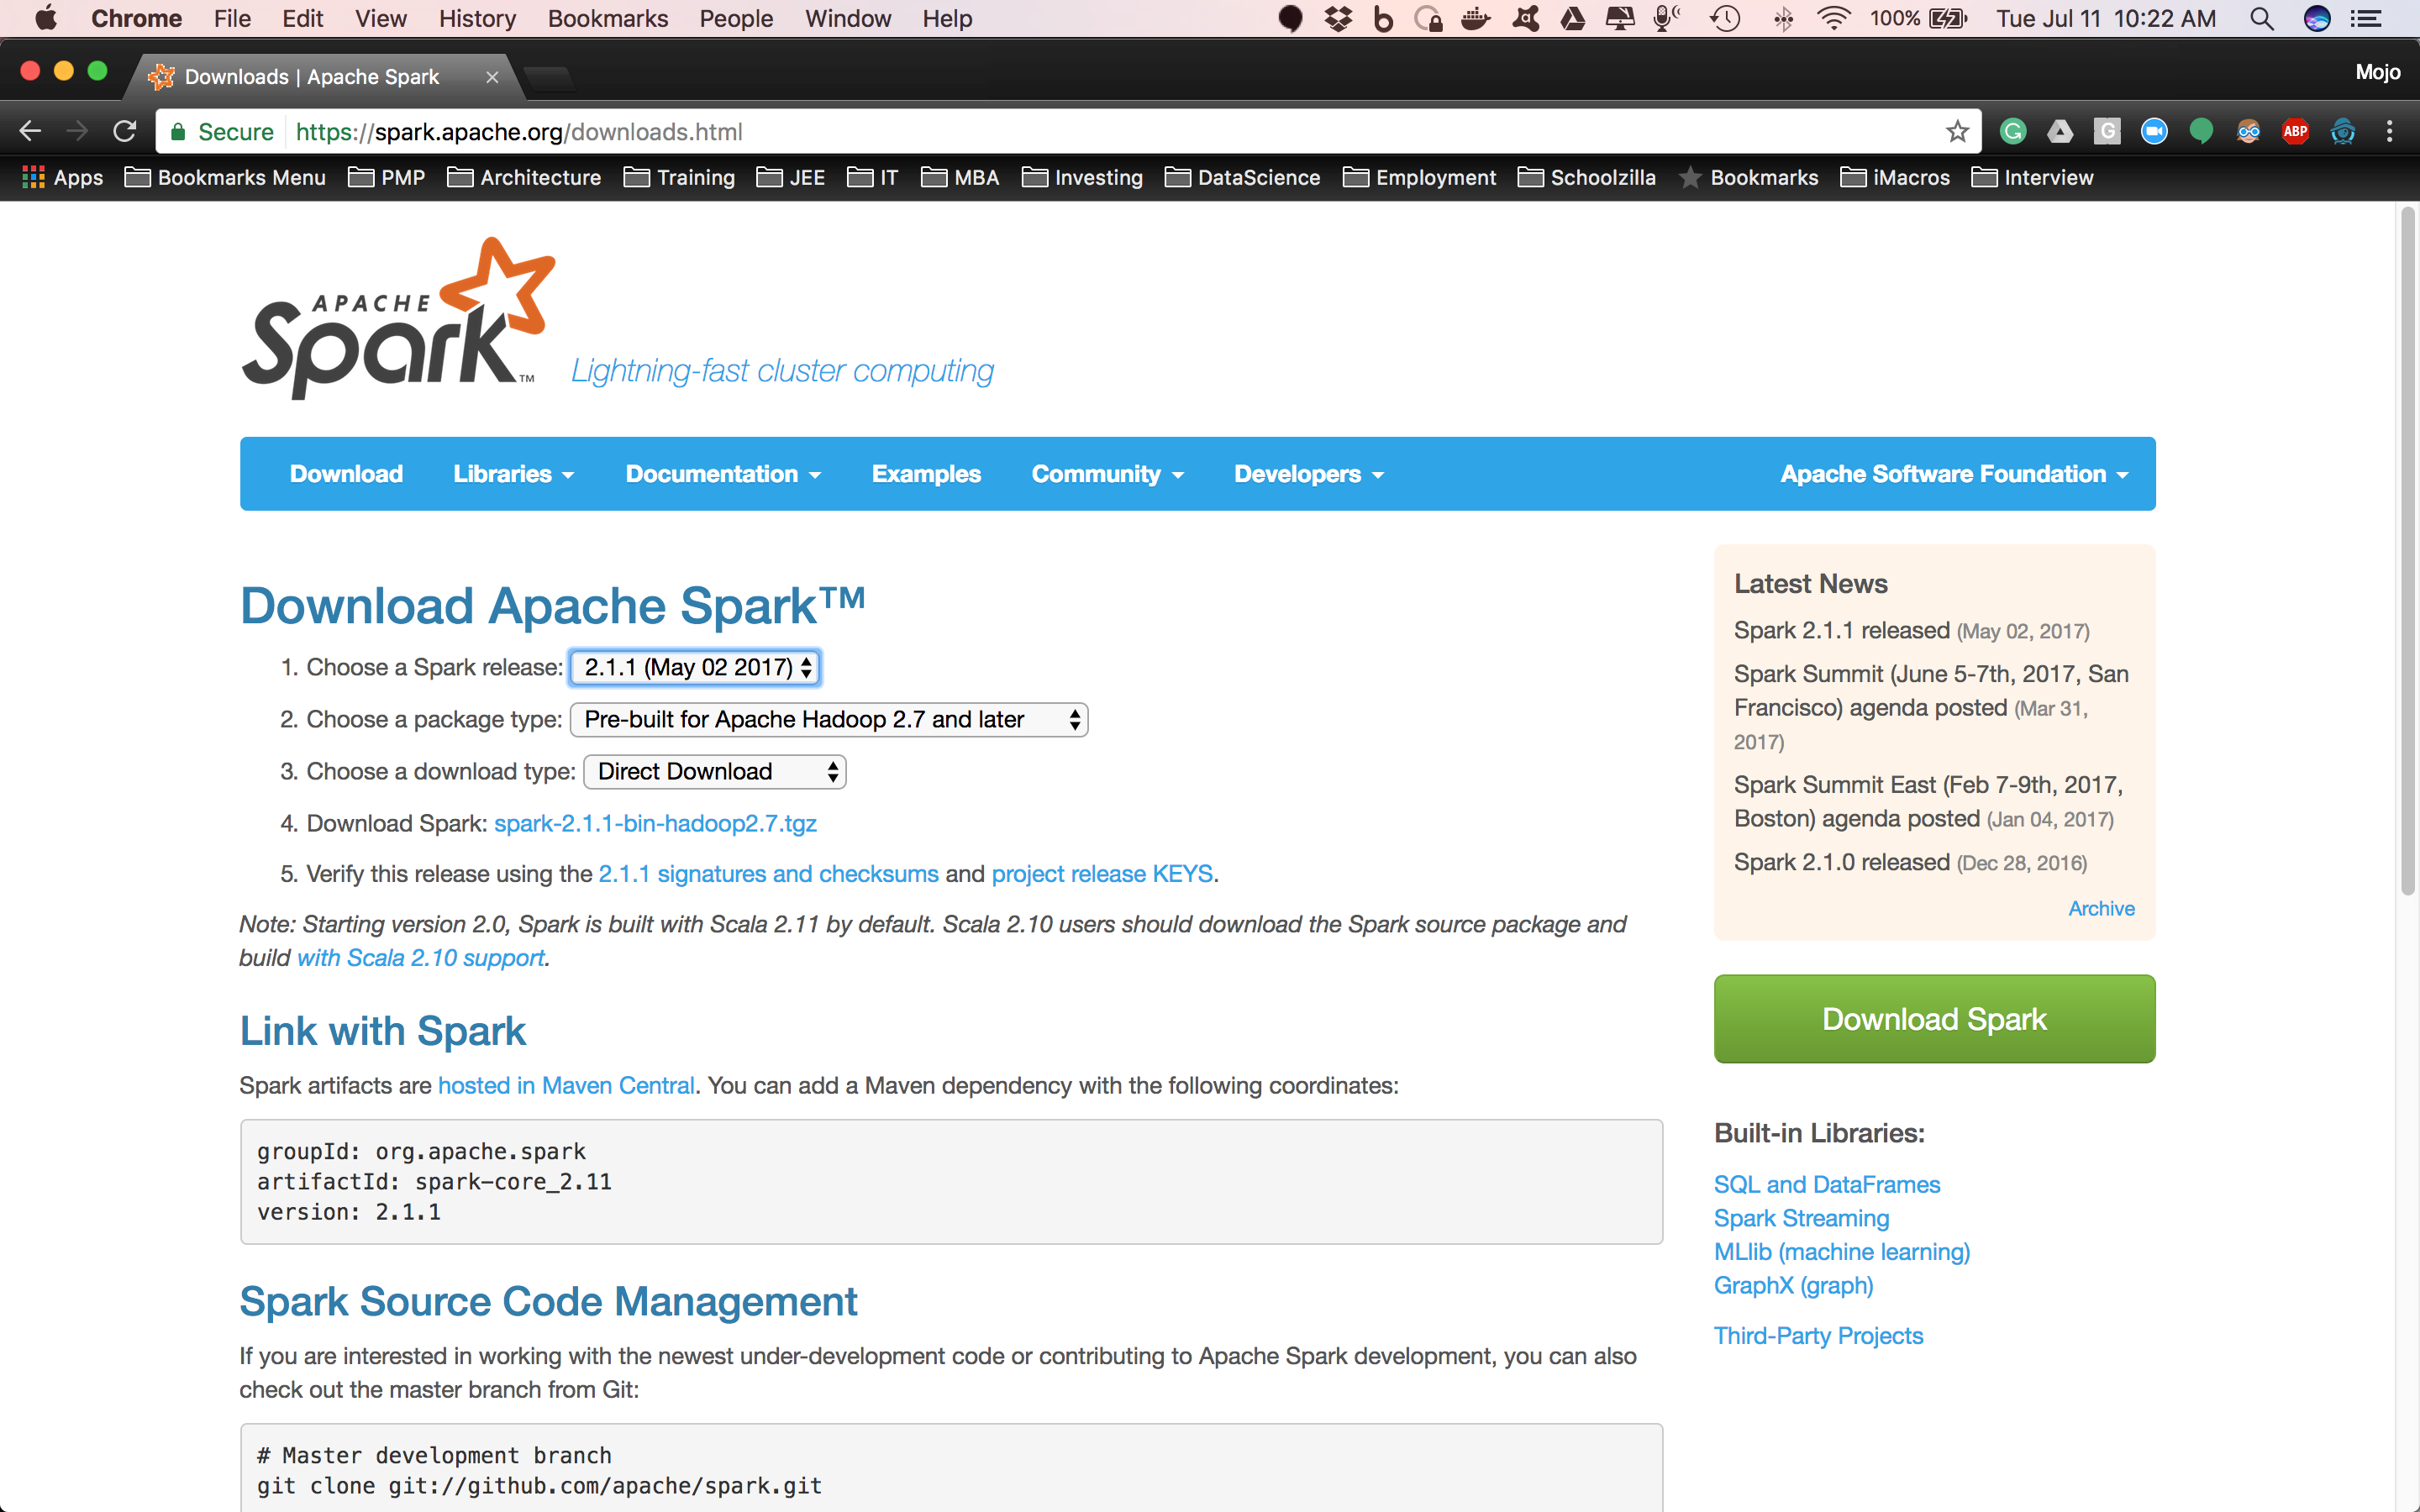 Chrome File Edit View History Bookmarks People Window Help 100% Tue Jul 11 10:22 AM
Downloads | Apache Spark Mojo
Secure https://spark.apache.org/downloads.html G ABP
Apps Bookmarks Menu PMP Architecture Training JEE IT MBA Investing DataScience Employment Schoolzilla Bookmarks iMacros Interview
APACHE
Spark™ Lightning-fast cluster computing
Download Libraries Documentation Examples Community Developers Apache Software Foundation
Download Apache Spark™
1. Choose a Spark release: 2.1.1 (May 02 2017)
2. Choose a package type: Pre-built for Apache Hadoop 2.7 and later
3. Choose a download type: Direct Download
4. Download Spark: spark-2.1.1-bin-hadoop2.7.tgz
5. Verify this release using the 2.1.1 signatures and checksums and project release KEYS.
Note: Starting version 2.0, Spark is built with Scala 2.11 by default. Scala 2.10 users should download the Spark source package and
build with Scala 2.10 support.
Link with Spark
Spark artifacts are hosted in Maven Central. You can add a Maven dependency with the following coordinates:
groupId: org.apache.spark
artifactId: spark-core_2.11
version: 2.1.1
Spark Source Code Management
If you are interested in working with the newest under-development code or contributing to Apache Spark development, you can also
check out the master branch from Git:
# Master development branch
git clone git://github.com/apache/spark.git
Latest News
Spark 2.1.1 released (May 02, 2017)
Spark Summit (June 5-7th, 2017, San
Francisco) agenda posted (Mar 31,
2017)
Spark Summit East (Feb 7-9th, 2017,
Boston) agenda posted (Jan 04, 2017)
Spark 2.1.0 released (Dec 28, 2016)
Archive
Download Spark
Built-in Libraries:
SQL and DataFrames
Spark Streaming
MLlib (machine learning)
GraphX (graph)
Third-Party Projects